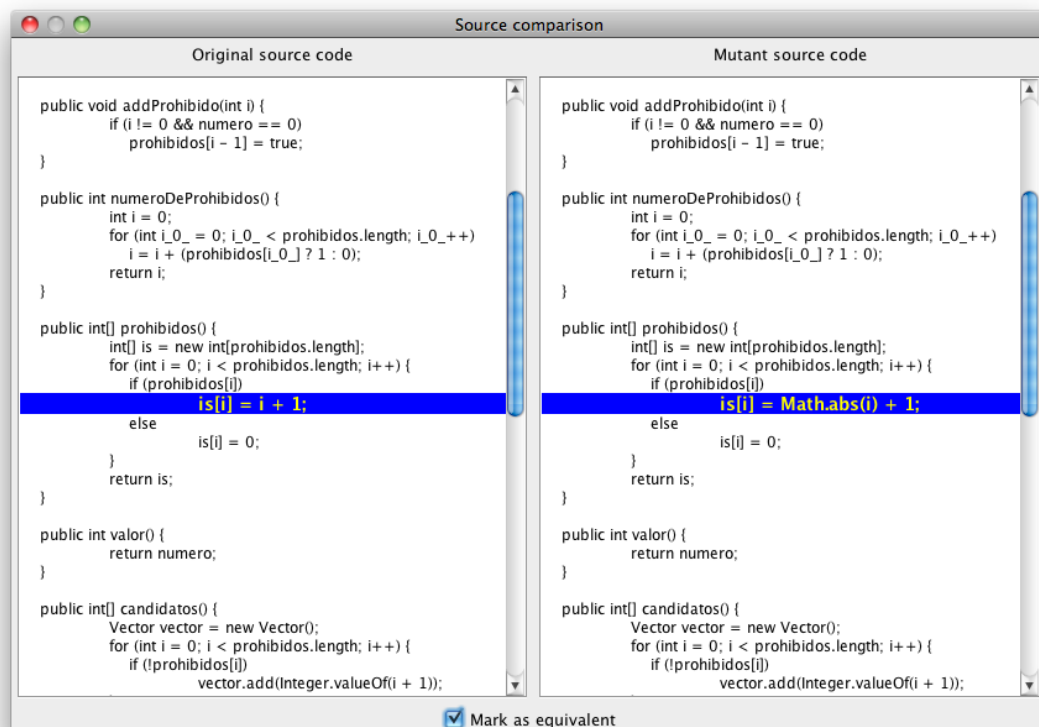 Source comparison
Original source code
public void addProhibido(int i) {
if (i != 0 && numero == 0)
prohibidos[i - 1] = true;
}
public int numeroDeProhibidos() {
int i = 0;
for (int i_0_ = 0; i_0_ < prohibidos.length; i_0_++)
i = i + (prohibidos[i_0_] ? 1 : 0);
return i;
}
public int[] prohibidos() {
int[] is = new int[prohibidos.length];
for (int i = 0; i < prohibidos.length; i++) {
if (prohibidos[i])
is[i] = i + 1;
else
is[i] = 0;
}
return is;
}
public int valor() {
return numero;
}
public int[] candidatos() {
Vector vector = new Vector();
for (int i = 0; i < prohibidos.length; i++) {
if (!prohibidos[i])
vector.add(Integer.valueOf(i + 1));
Mutant source code
public void addProhibido(int i) {
if (i != 0 && numero == 0)
prohibidos[i - 1] = true;
}
public int numeroDeProhibidos() {
int i = 0;
for (int i_0_ = 0; i_0_ < prohibidos.length; i_0_++)
i = i + (prohibidos[i_0_] ? 1 : 0);
return i;
}
public int[] prohibidos() {
int[] is = new int[prohibidos.length];
for (int i = 0; i < prohibidos.length; i++) {
if (prohibidos[i])
is[i] = Math.abs(i) + 1;
else
is[i] = 0;
}
return is;
}
public int valor() {
return numero;
}
public int[] candidatos() {
Vector vector = new Vector();
for (int i = 0; i < prohibidos.length; i++) {
if (!prohibidos[i])
vector.add(Integer.valueOf(i + 1));
Mark as equivalent